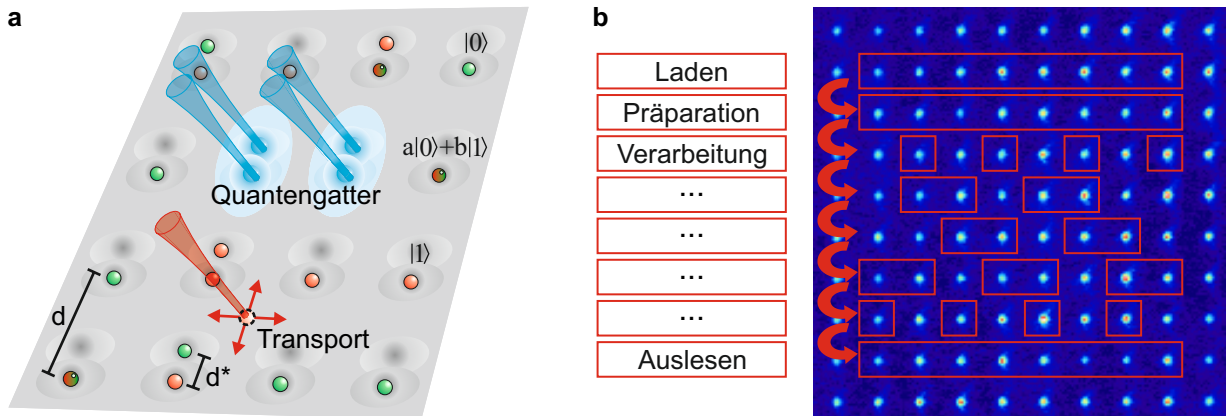 a
|0⟩
a|0⟩+b|1⟩
Quantengatter
|1⟩
d
Transport
d*
b
Laden
Präparation
Verarbeitung
...
...
...
...
Auslesen